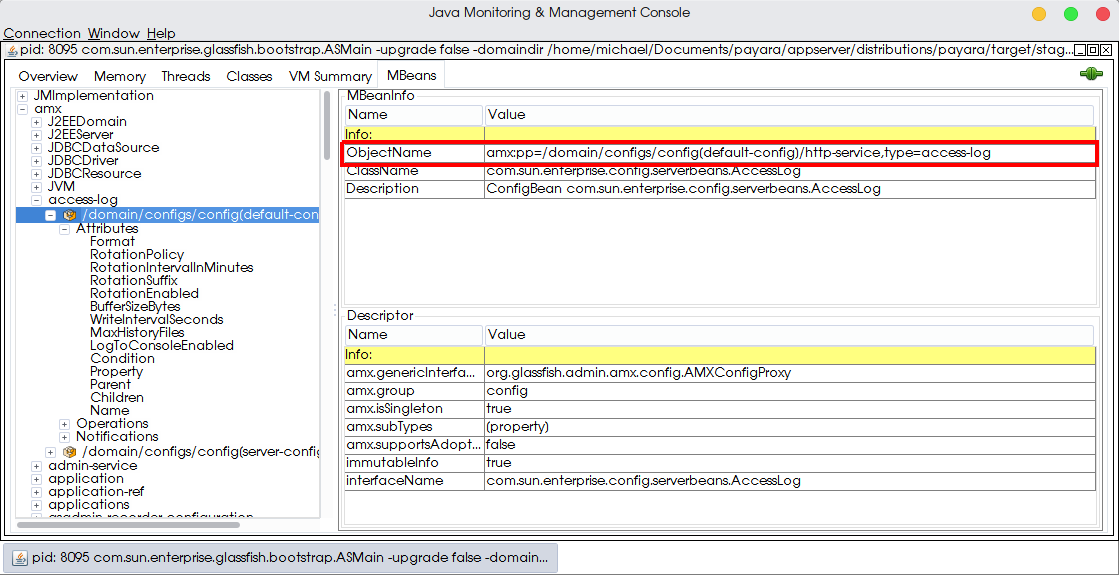 Java Monitoring & Management Console
Connection Window Help
pid: 8095 com.sun.enterprise.glassfish.bootstrap.ASMain -upgrade false -domaindir /home/michael/Documents/payara/appserver/distributions/payara/target/stag...
Overview Memory Threads Classes VM Summary MBeans
JMImplementation
amx
J2EEDomain
J2EEServer
JDBCDataSource
JDBCDriver
JDBCResource
JVM
access-log
/domain/configs/config(default-con
Attributes
Format
RotationPolicy
RotationIntervalInMinutes
RotationSuffix
RotationEnabled
BufferSizeBytes
WriteIntervalSeconds
MaxHistoryFiles
LogToConsoleEnabled
Condition
Property
Parent
Children
Name
Operations
Notifications
/domain/configs/config(server-config
admin-service
application
application-ref
applications
asadmin-recorder-configuration
MBeanInfo
Name Value
Info:
ObjectName amx:pp=/domain/configs/config(default-config)/http-service,type=access-log
ClassName com.sun.enterprise.config.serverbeans.AccessLog
Description ConfigBean com.sun.enterprise.config.serverbeans.AccessLog
Descriptor
Name Value
Info:
amx.genericInterfa... org.glassfish.admin.amx.config.AMXConfigProxy
amx.group config
amx.isSingleton true
amx.subTypes (property)
amx.supportsAdopt... false
immutableInfo true
interfaceName com.sun.enterprise.config.serverbeans.AccessLog
pid: 8095 com.sun.enterprise.glassfish.bootstrap.ASMain -upgrade false -domain...